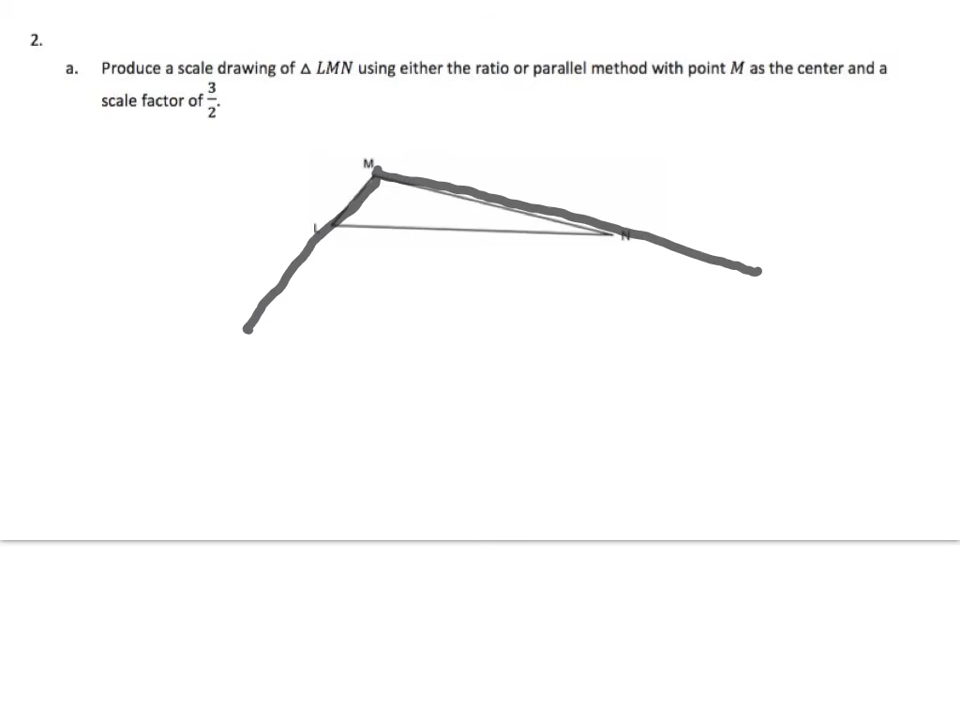 2.
a. Produce a scale drawing of △ LMN using either the ratio or parallel method with point M as the center and a
scale factor of 3/2.
M
L
N